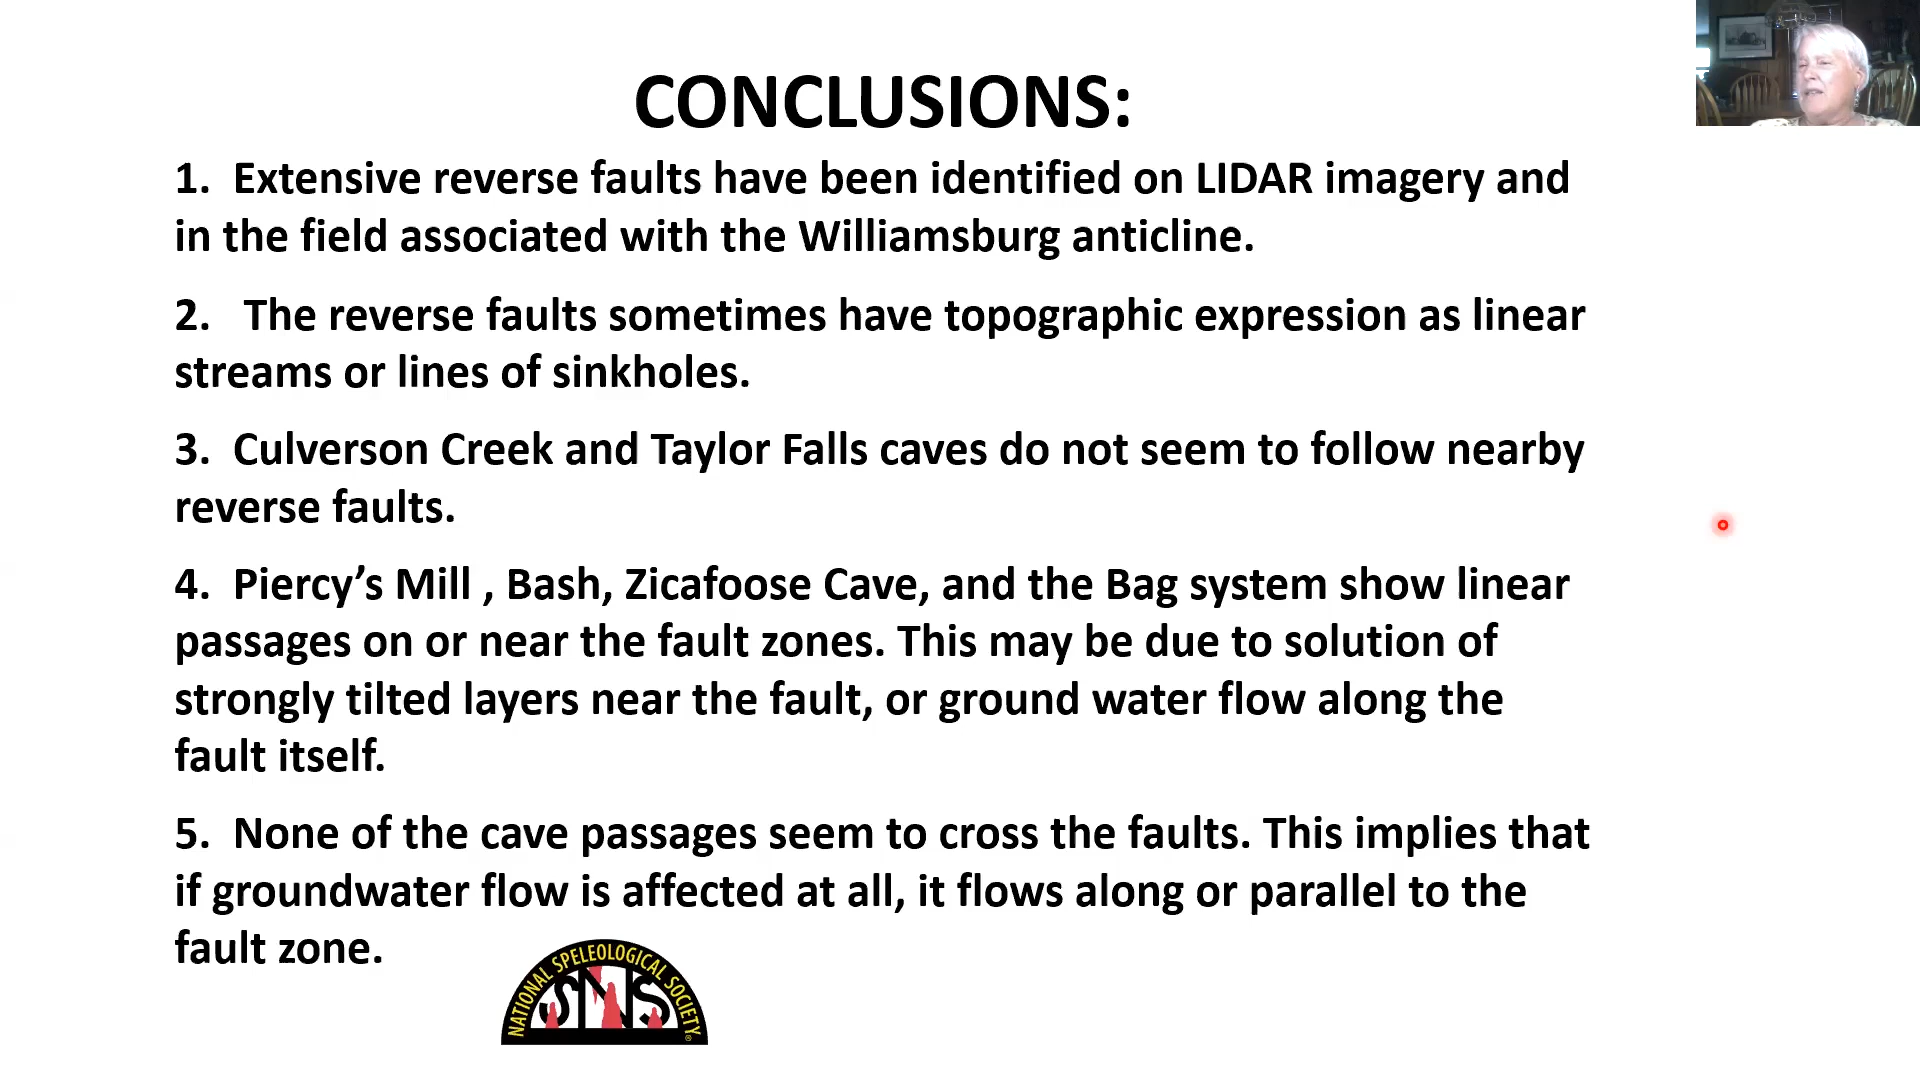 CONCLUSIONS:
1.  Extensive reverse faults have been identified on LIDAR imagery and
in the field associated with the Williamsburg anticline.
2.   The reverse faults sometimes have topographic expression as linear
streams or lines of sinkholes.
3.  Culverson Creek and Taylor Falls caves do not seem to follow nearby
reverse faults.
4.  Piercy’s Mill , Bash, Zicafoose Cave, and the Bag system show linear
passages on or near the fault zones. This may be due to solution of
strongly tilted layers near the fault, or ground water flow along the
fault itself.
5.  None of the cave passages seem to cross the faults. This implies that
if groundwater flow is affected at all, it flows along or parallel to the
fault zone.
NATIONAL SPELEOLOGICAL SOCIETY®
SNS